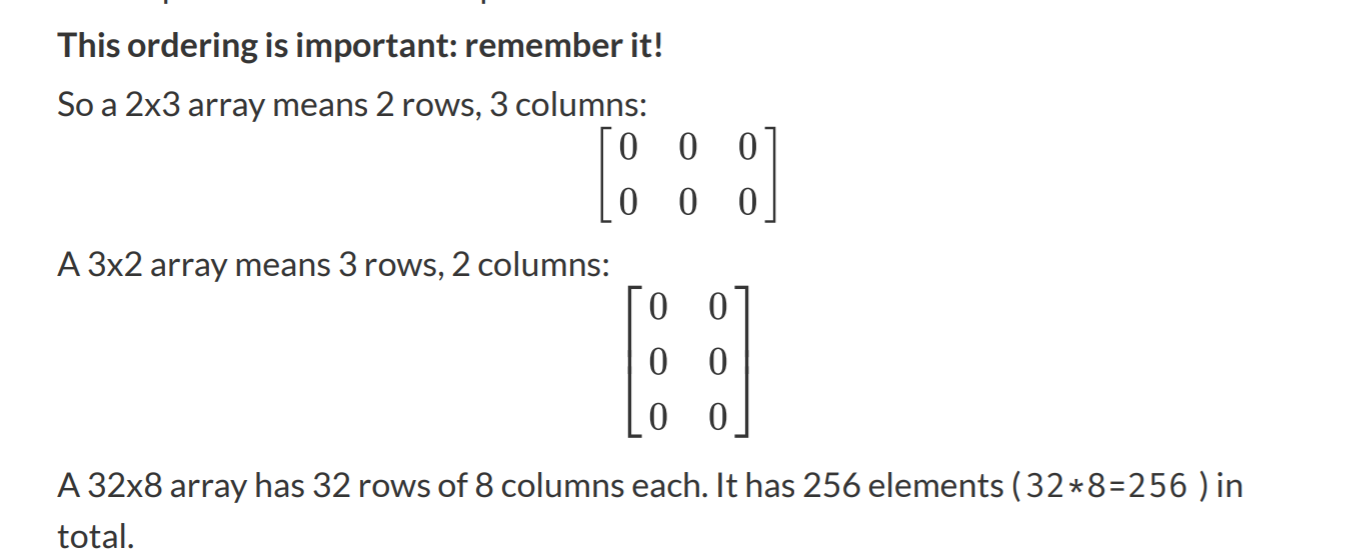 This ordering is important: remember it!
So a 2x3 array means 2 rows, 3 columns:
0 0 0
0 0 0
A 3x2 array means 3 rows, 2 columns:
0 0
0 0
0 0
A 32x8 array has 32 rows of 8 columns each. It has 256 elements (32*8=256 ) in
total.